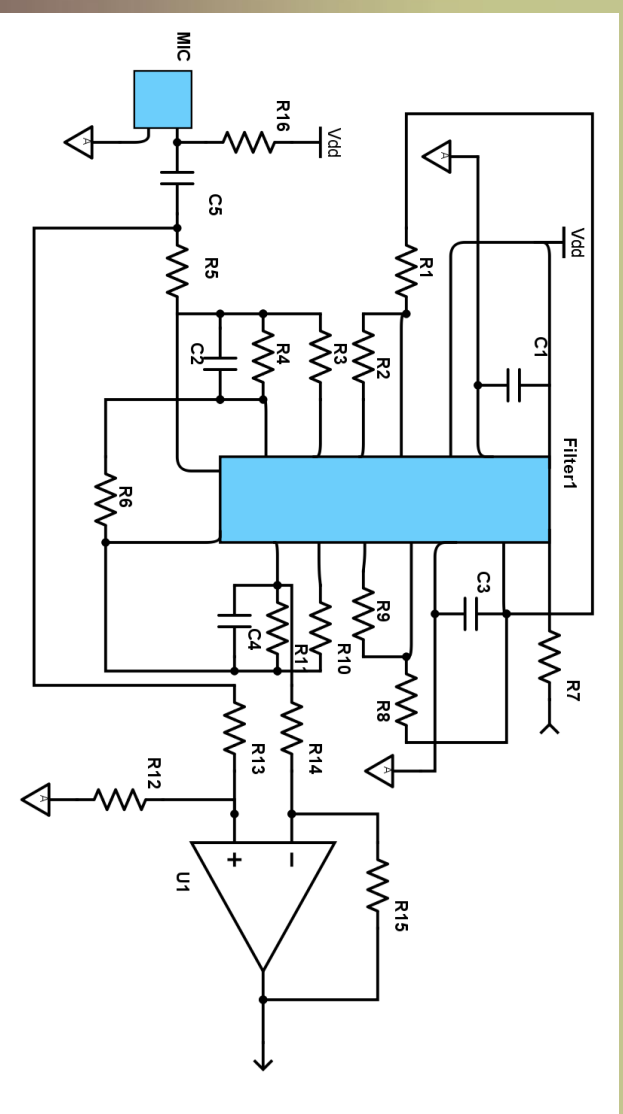 MIC
A
R16
Vdd
C5
R5
A
Vdd
R1
C1
C2
R4
R3
R2
Filter1
R6
C3
R9
C4
R11
R10
R7
R8
R13
R14
A
R12
A
+
−
U1
R15